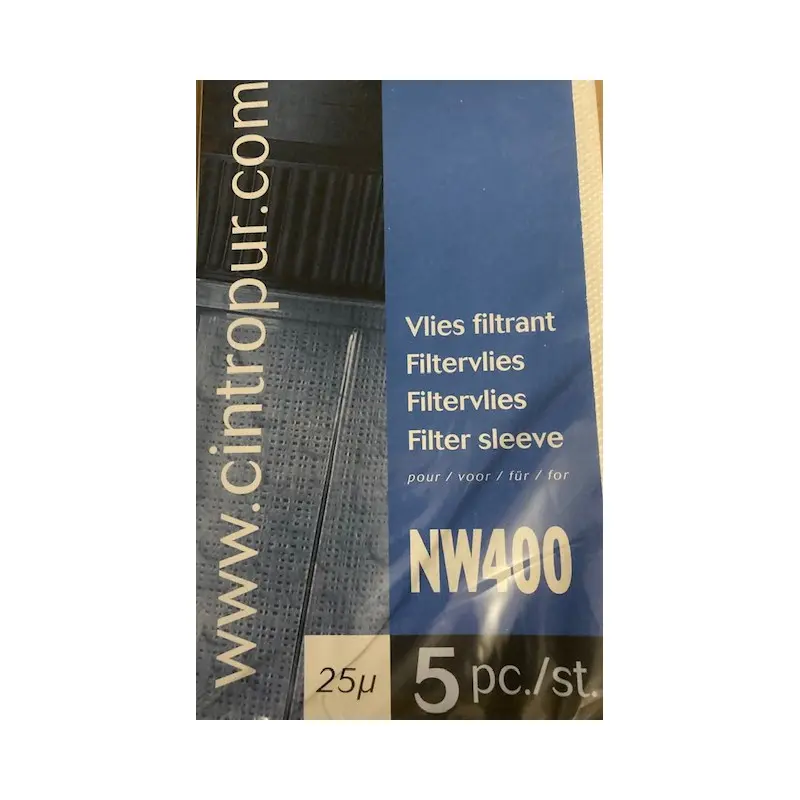 www.cintropur.com
Vlies filtrant
Filtervlies
Filtervlies
Filter sleeve
pour / voor / für / for
NW400
25µ
5 pc./st.